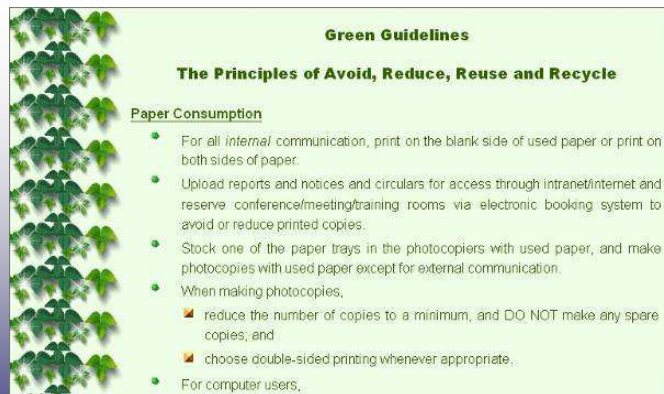 Green Guidelines
The Principles of Avoid, Reduce, Reuse and Recycle
Paper Consumption
For all internal communication, print on the blank side of used paper or print on
both sides of paper.
Upload reports and notices and circulars for access through intranet/internet and
reserve conference/meeting/training rooms via electronic booking system to
avoid or reduce printed copies.
Stock one of the paper trays in the photocopiers with used paper, and make
photocopies with used paper except for external communication.
When making photocopies,
reduce the number of copies to a minimum, and DO NOT make any spare
copies; and
choose double-sided printing whenever appropriate.
For computer users,